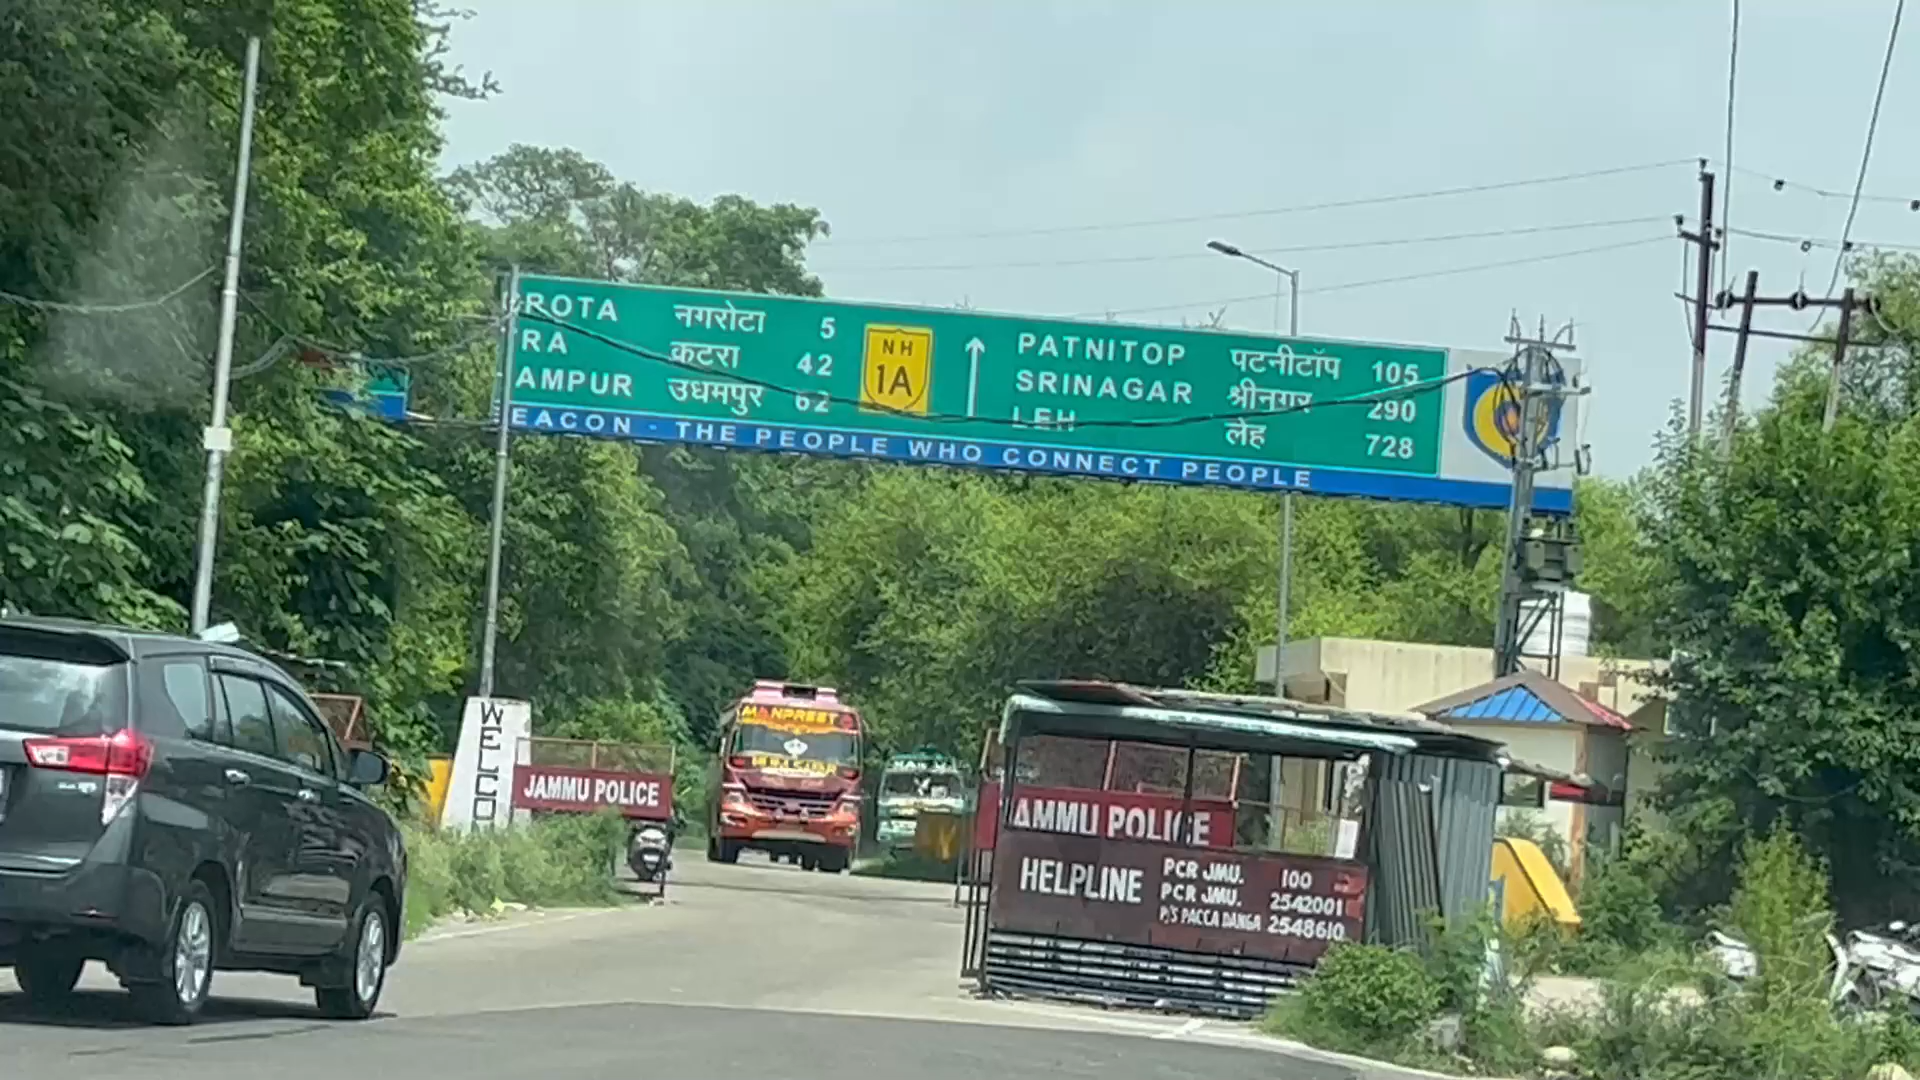 ROTA नगरोटा 5
RA कटरा 42
AMPUR उधमपुर 62
NH
1A
PATNITOP पटनीटॉप 105
SRINAGAR श्रीनगर 290
LEH लेह 728
EACON - THE PEOPLE WHO CONNECT PEOPLE
MANPREET
WELCO
JAMMU POLICE
AMMU POLICE
HELPLINE
PCR JMU. 100
PCR JMU. 2542001
P/S PACCA DANGA 2548610